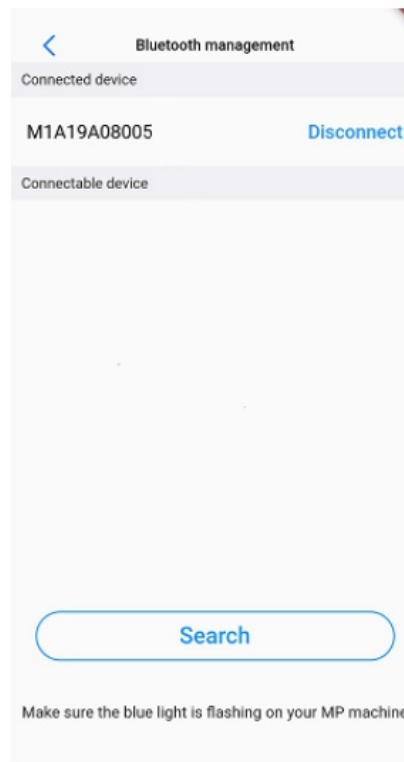 Bluetooth management
Connected device
M1A19A08005 Disconnect
Connectable device
Search
Make sure the blue light is flashing on your MP machine